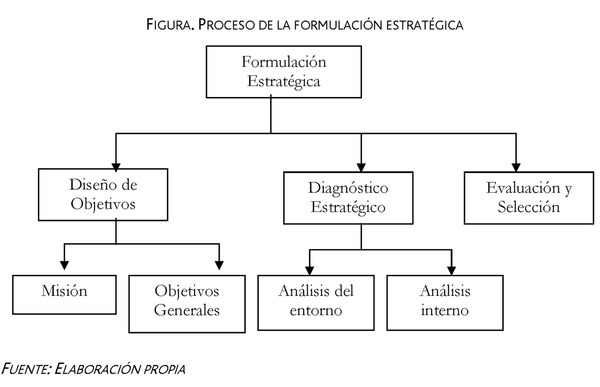 FIGURA. PROCESO DE LA FORMULACIÓN ESTRATÉGICA
Formulación
Estratégica
Diseño de
Objetivos
Diagnóstico
Estratégico
Evaluación y
Selección
Misión
Objetivos
Generales
Análisis del
entorno
Análisis
interno
FUENTE: ELABORACIÓN PROPIA